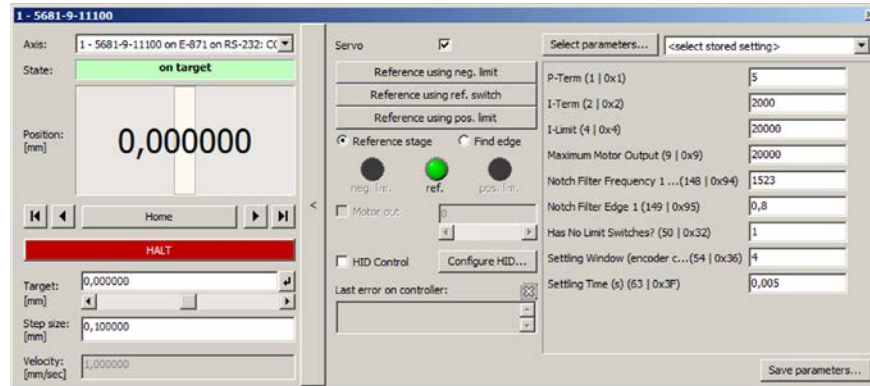 1 - 5681-9-11100
Axis: 1 - 5681-9-11100 on E-871 on RS-232: C(
State: on target
Position: [mm] 0,000000
Home
HALT
Target: [mm] 0,000000
Step size: [mm] 0,100000
Velocity: [mm/sec] 1,000000
<
Servo
Reference using neg. limit
Reference using ref. switch
Reference using pos. limit
Reference stage Find edge
neg. lim. ref. pos. lim.
Motor out 0
HID Control Configure HID...
Last error on controller:
Select parameters... <select stored setting>
P-Term (1 | 0x1) 5
I-Term (2 | 0x2) 2000
I-Limit (4 | 0x4) 20000
Maximum Motor Output (9 | 0x9) 20000
Notch Filter Frequency 1 ...(148 | 0x94) 1523
Notch Filter Edge 1 (149 | 0x95) 0,8
Has No Limit Switches? (50 | 0x32) 1
Settling Window (encoder c...(54 | 0x36) 4
Settling Time (s) (63 | 0x3F) 0,005
Save parameters...